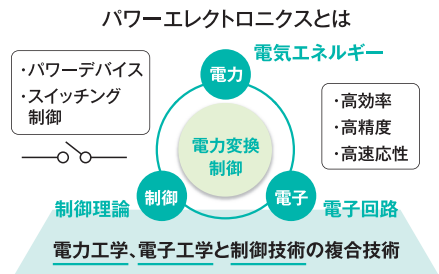 パワーエレクトロニクスとは
電気エネルギー
・パワーデバイス
・スイッチング
制御
電力
・高効率
・高精度
・高速応性
電力変換
制御
制御理論
制御
電子
電子回路
電力工学、電子工学と制御技術の複合技術